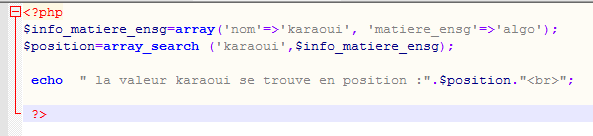 <?php
$info_matiere_ensg=array('nom'=>'karaoui', 'matiere_ensg'=>'algo');
$position=array_search ('karaoui',$info_matiere_ensg);
echo  " la valeur karaoui se trouve en position :".$position."<br>";
?>